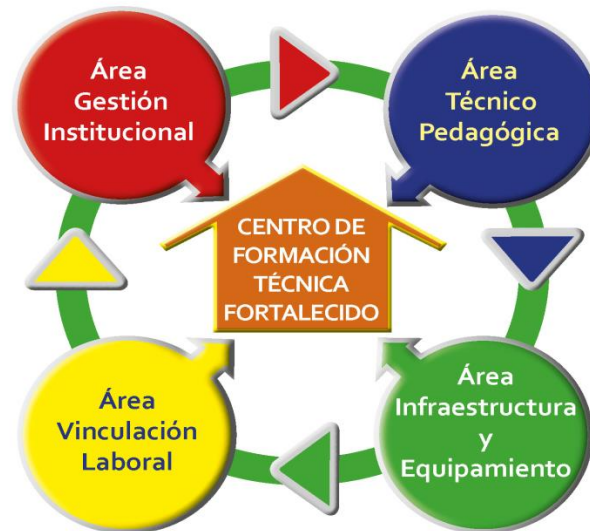 Área
Gestión
Institucional
Área
Técnico
Pedagógica
CENTRO DE
FORMACIÓN
TÉCNICA
FORTALECIDO
Área
Vinculación
Laboral
Área
Infraestructura
y
Equipamiento